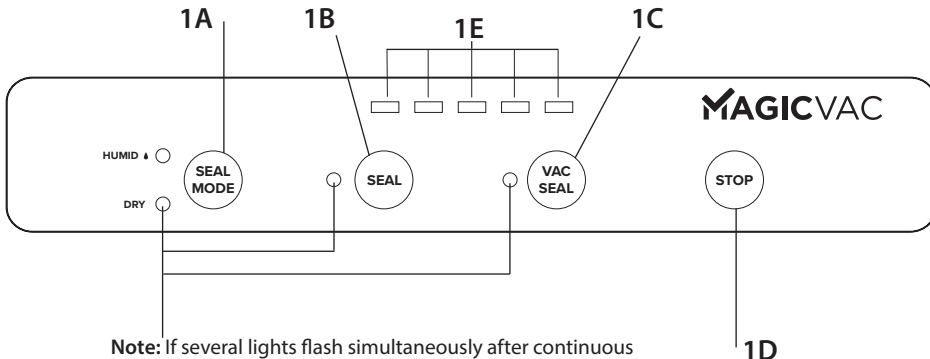 1A
1B
1E
1C
MAGICVAC
HUMID
SEAL
MODE
SEAL
VAC
SEAL
STOP
DRY
Note: If several lights flash simultaneously after continuous
1D